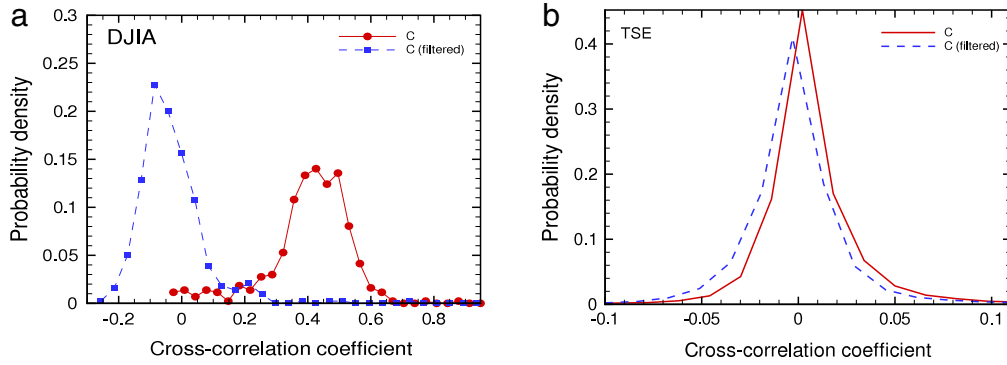 a
DJIA
C
C (filtered)
0.3
0.25
0.2
0.15
0.1
0.05
0
-0.2
0
0.2
0.4
0.6
0.8
Probability density
Cross-correlation coefficient
b
TSE
C
C (filtered)
0.4
0.3
0.2
0.1
0
-0.1
-0.05
0
0.05
0.1
Probability density
Cross-correlation coefficient